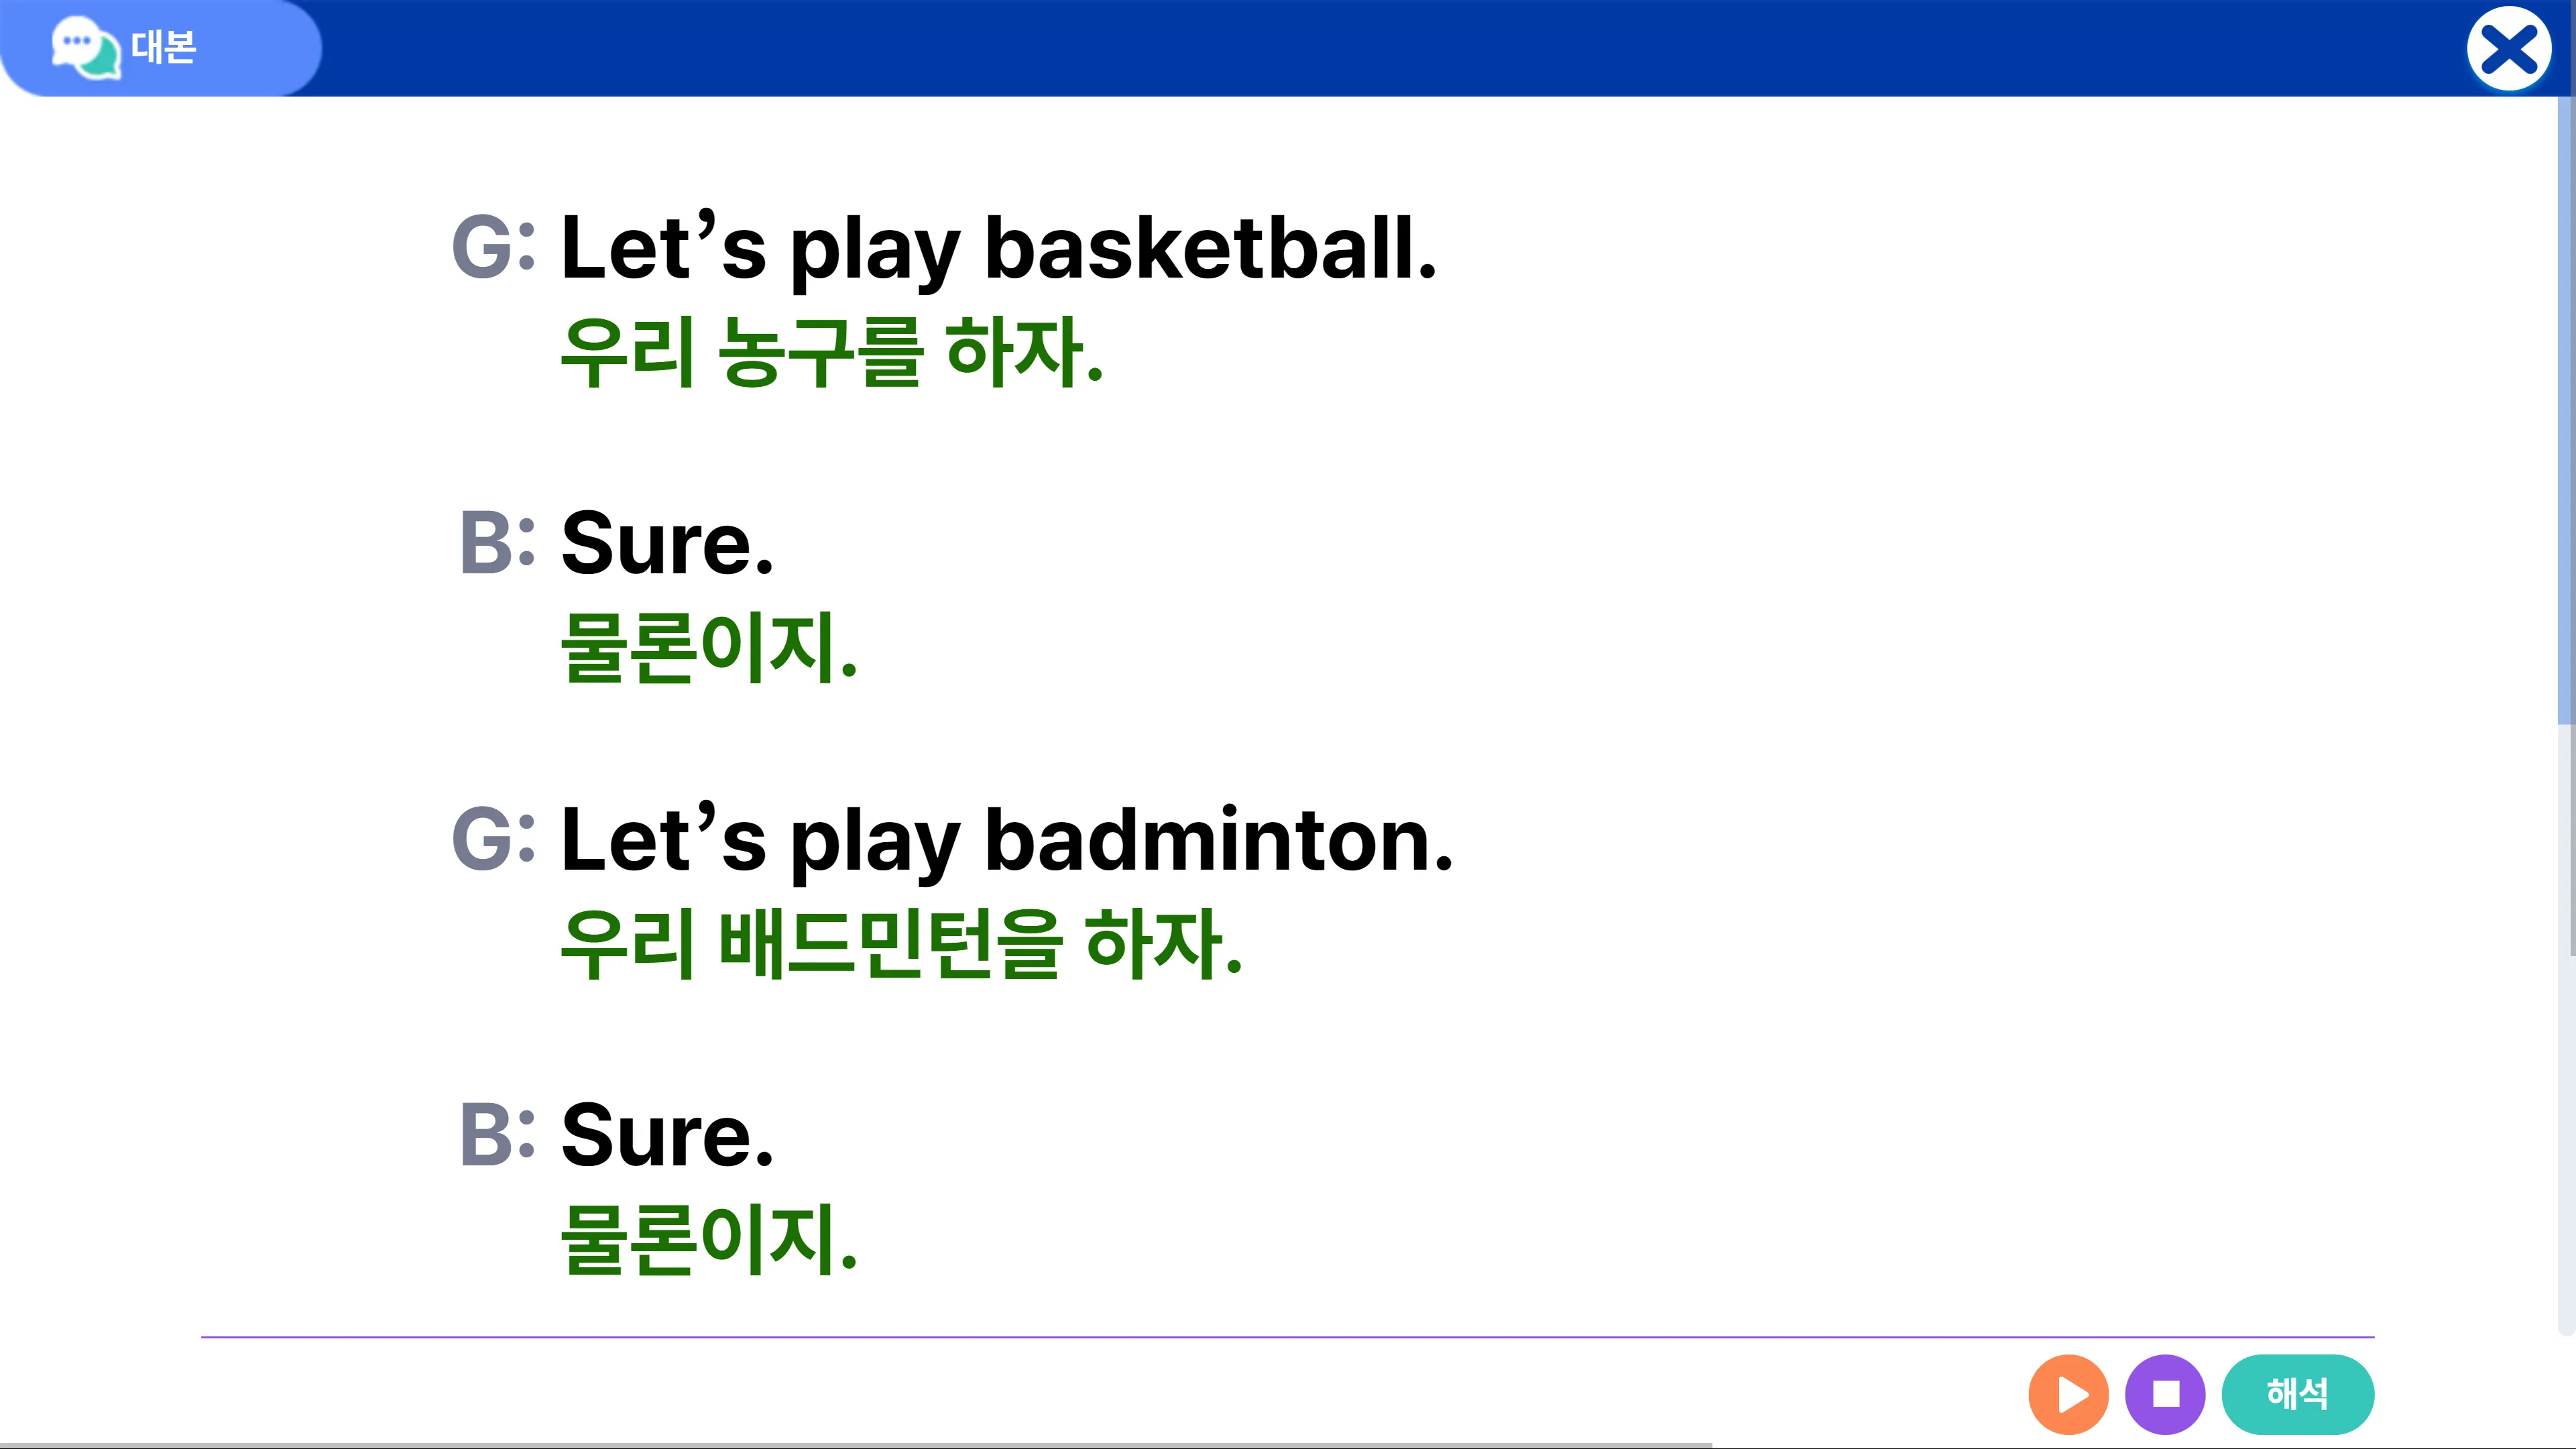 대본
G: Let’s play basketball.
우리 농구를 하자.
B: Sure.
물론이지.
G: Let’s play badminton.
우리 배드민턴을 하자.
B: Sure.
물론이지.
해석